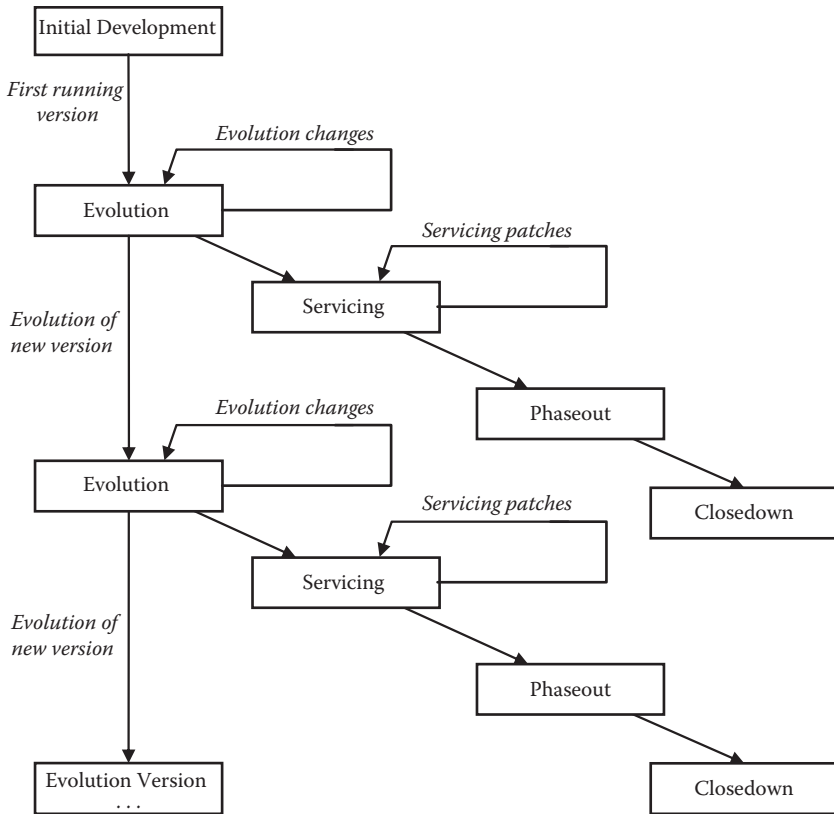 Initial Development
First running
version
Evolution changes
Evolution
Servicing patches
Servicing
Evolution of
new version
Phaseout
Evolution changes
Evolution
Closedown
Servicing patches
Servicing
Evolution of
new version
Phaseout
Evolution Version
. . .
Closedown